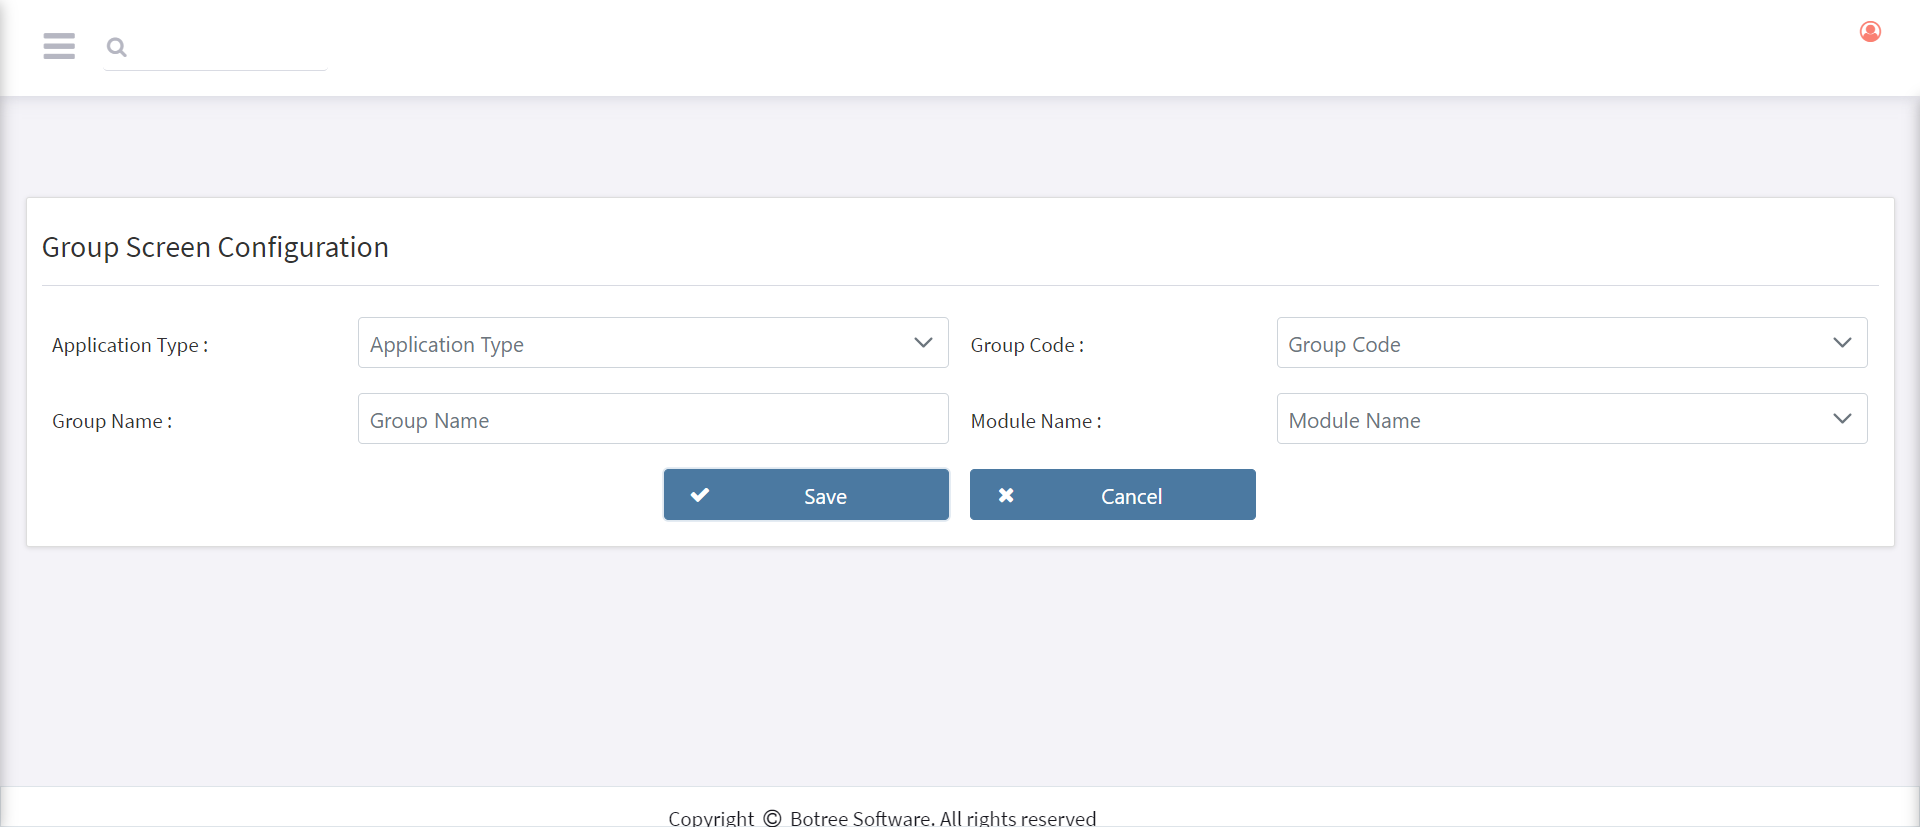 Group Screen Configuration
Application Type : Application Type Group Code : Group Code
Group Name : Group Name Module Name : Module Name
Save Cancel
Copyright © Botree Software. All rights reserved